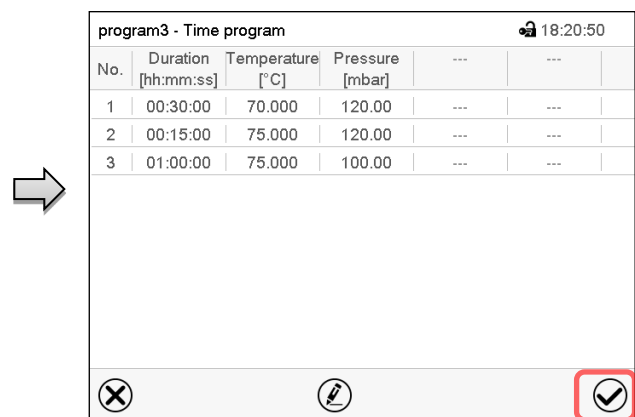 program3 - Time program 18:20:50
No. Duration [hh:mm:ss] Temperature [°C] Pressure [mbar] --- ---
1 00:30:00 70.000 120.00 --- ---
2 00:15:00 75.000 120.00 --- ---
3 01:00:00 75.000 100.00 --- ---